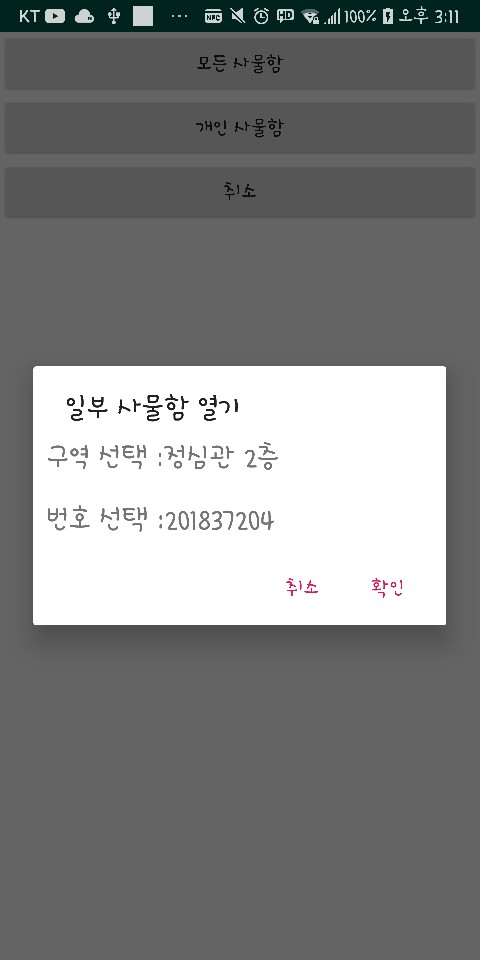 KT ... NFC HD 100% 오후 3:11
모든 사물함
개인 사물함
취소
일부 사물함 열기
구역 선택 :정심관 2층
번호 선택 :201837204
취소 확인